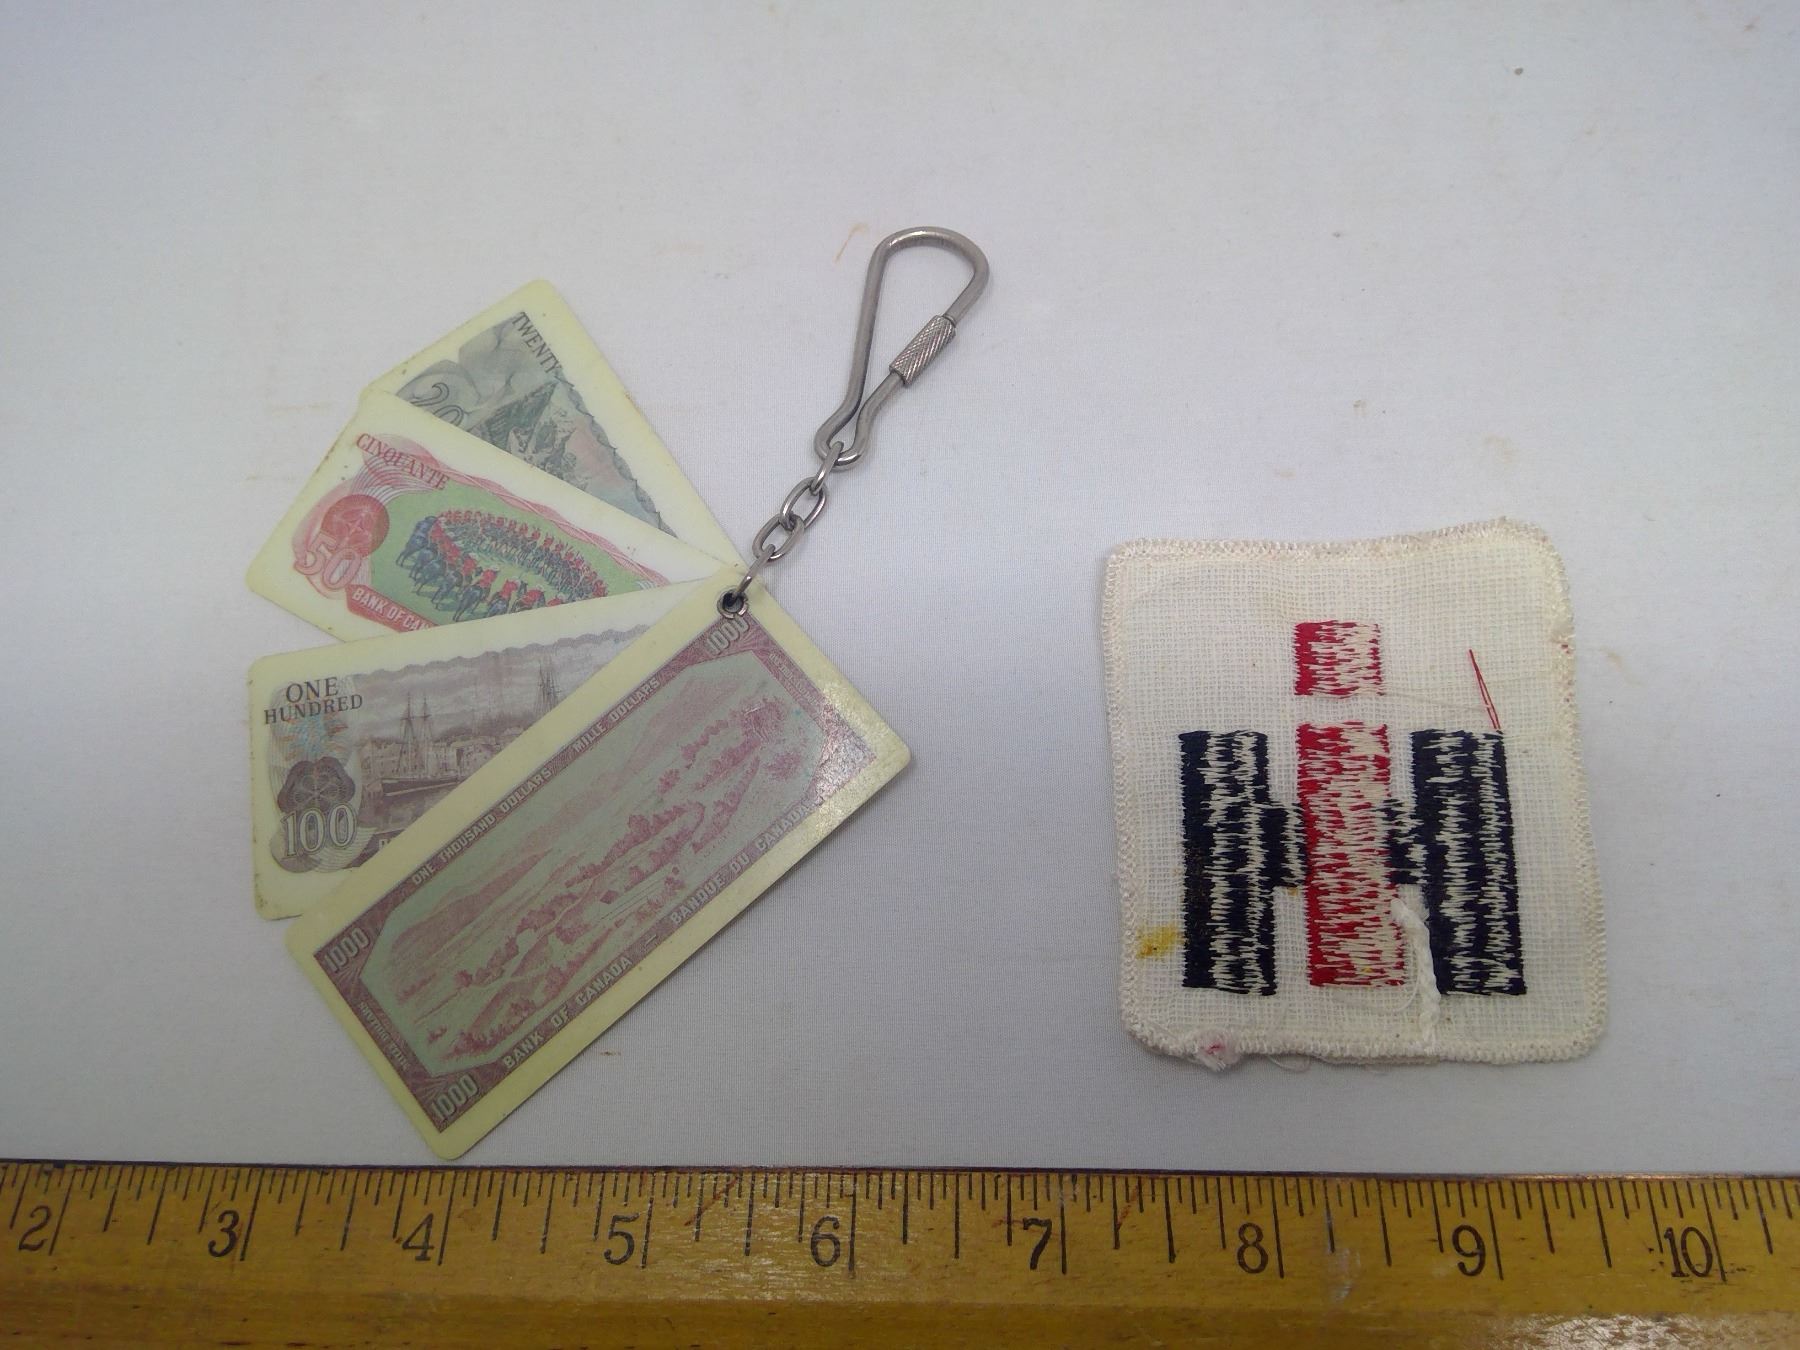 TWENTY
20
CINQUANTE
50
BANK OF CAN
ONE
HUNDRED
100
1000
ONE THOUSAND DOLLARS MILLE DOLLARS
1000
BANK OF CANADA — BANQUE DU CANADA
1000
2 3 4 5 6 7 8 9 10